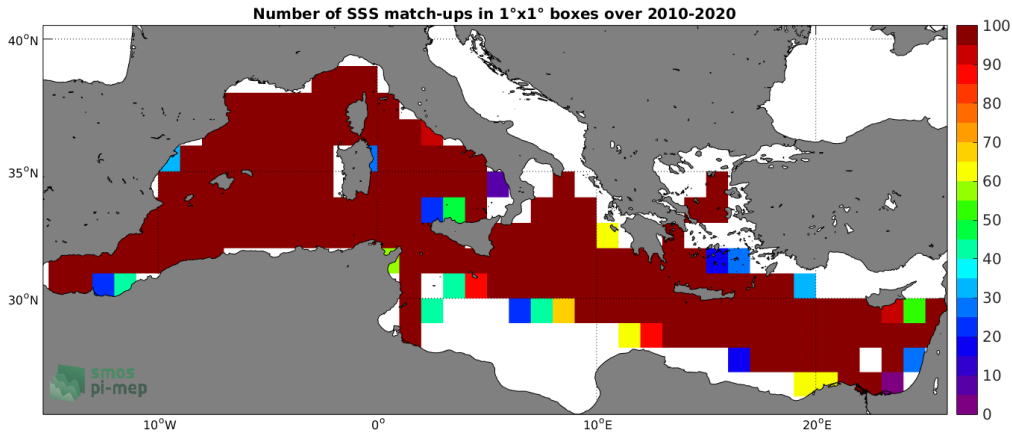 Number of SSS match-ups in 1°x1° boxes over 2010-2020
40°N
35°N
30°N
10°W
0°
10°E
20°E
100
90
80
70
60
50
40
30
20
10
0
smos
pi-mep